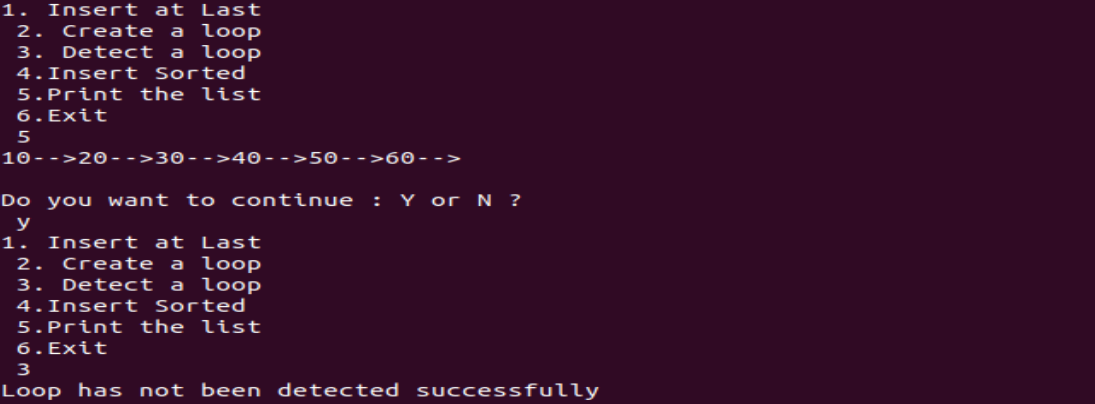 1. Insert at Last
2. Create a loop
3. Detect a loop
4.Insert Sorted
5.Print the list
6.Exit
5
10-->20-->30-->40-->50-->60-->
Do you want to continue : Y or N ?
y
1. Insert at Last
2. Create a loop
3. Detect a loop
4.Insert Sorted
5.Print the list
6.Exit
3
Loop has not been detected successfully